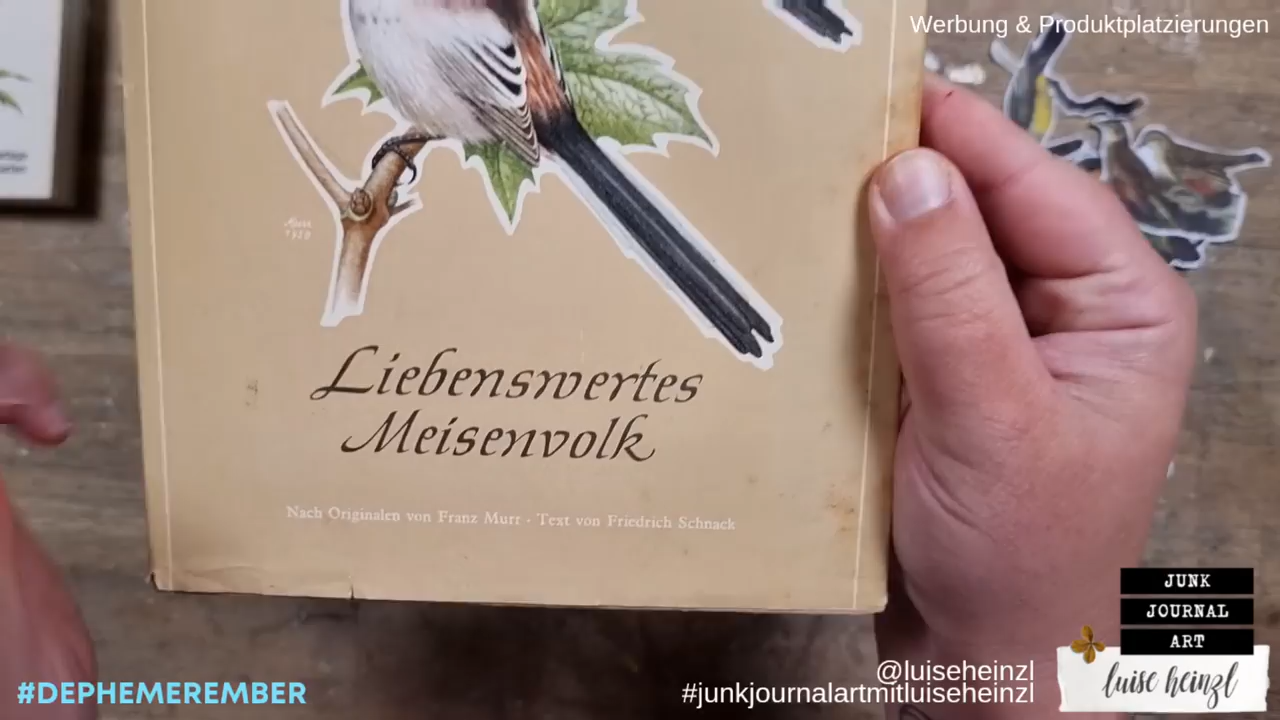 Werbung & Produktplatzierungen
1958
Liebenswertes
Meisenvolk
Nach Originalen von Franz Murr · Text von Friedrich Schnack
JUNK
JOURNAL
ART
luise heinzl
@luiseheinzl
#junkjournalartmitluiseheinzl
#DEPHEMEREMBER